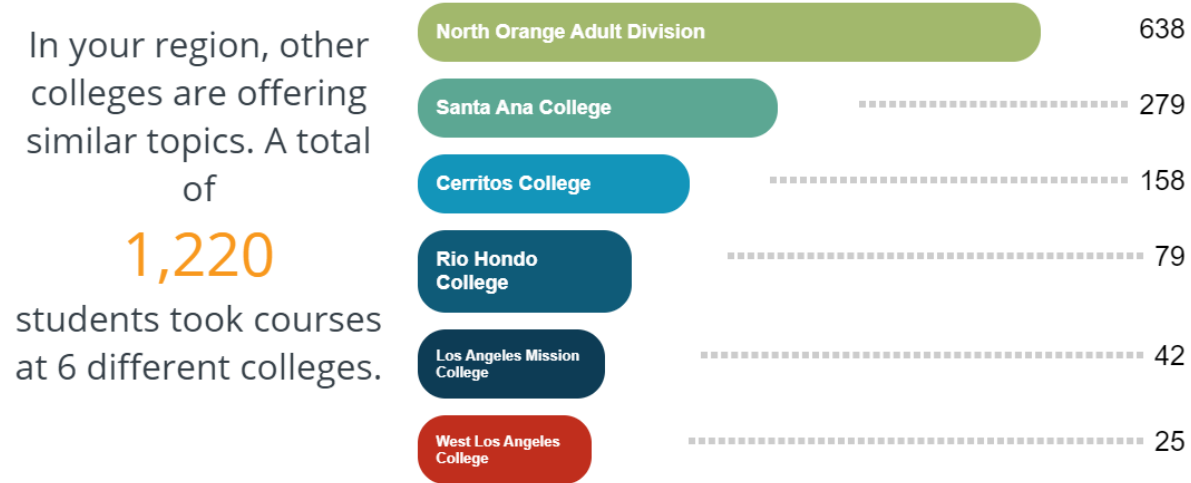 In your region, other
colleges are offering
similar topics. A total
of
1,220
students took courses
at 6 different colleges.
North Orange Adult Division 638
Santa Ana College 279
Cerritos College 158
Rio Hondo
College 79
Los Angeles Mission
College 42
West Los Angeles
College 25